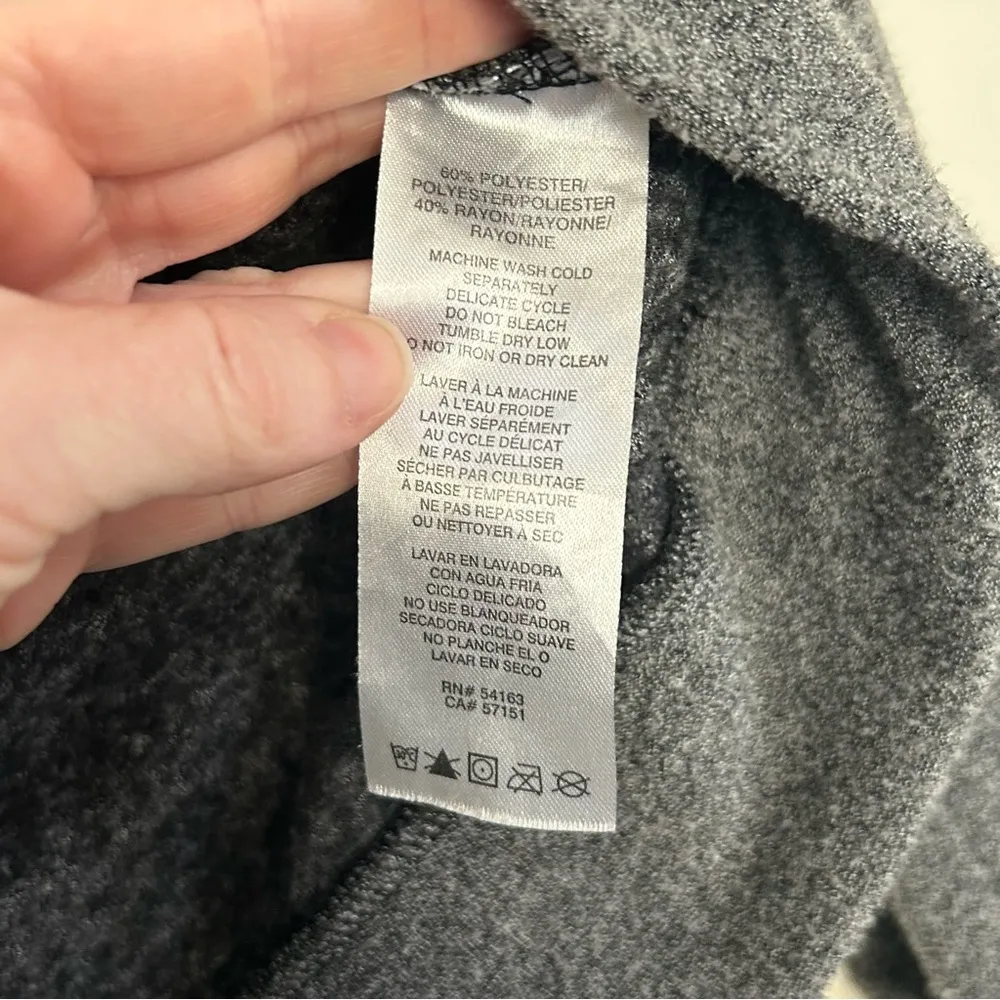 60% POLYESTER/
POLYESTER/POLIESTER
40% RAYON/RAYONNE/
RAYONNE
MACHINE WASH COLD
SEPARATELY
DELICATE CYCLE
DO NOT BLEACH
TUMBLE DRY LOW
O NOT IRON OR DRY CLEAN
LAVER À LA MACHINE
À L'EAU FROIDE
LAVER SÉPARÉMENT
AU CYCLE DÉLICAT
NE PAS JAVELLISER
SÉCHER PAR CULBUTAGE
À BASSE TEMPÉRATURE
NE PAS REPASSER
OU NETTOYER À SEC
LAVAR EN LAVADORA
CON AGUA FRIA
CICLO DELICADO
NO USE BLANQUEADOR
SECADORA CICLO SUAVE
NO PLANCHE EL O
LAVAR EN SECO
RN# 54163
CA# 57151